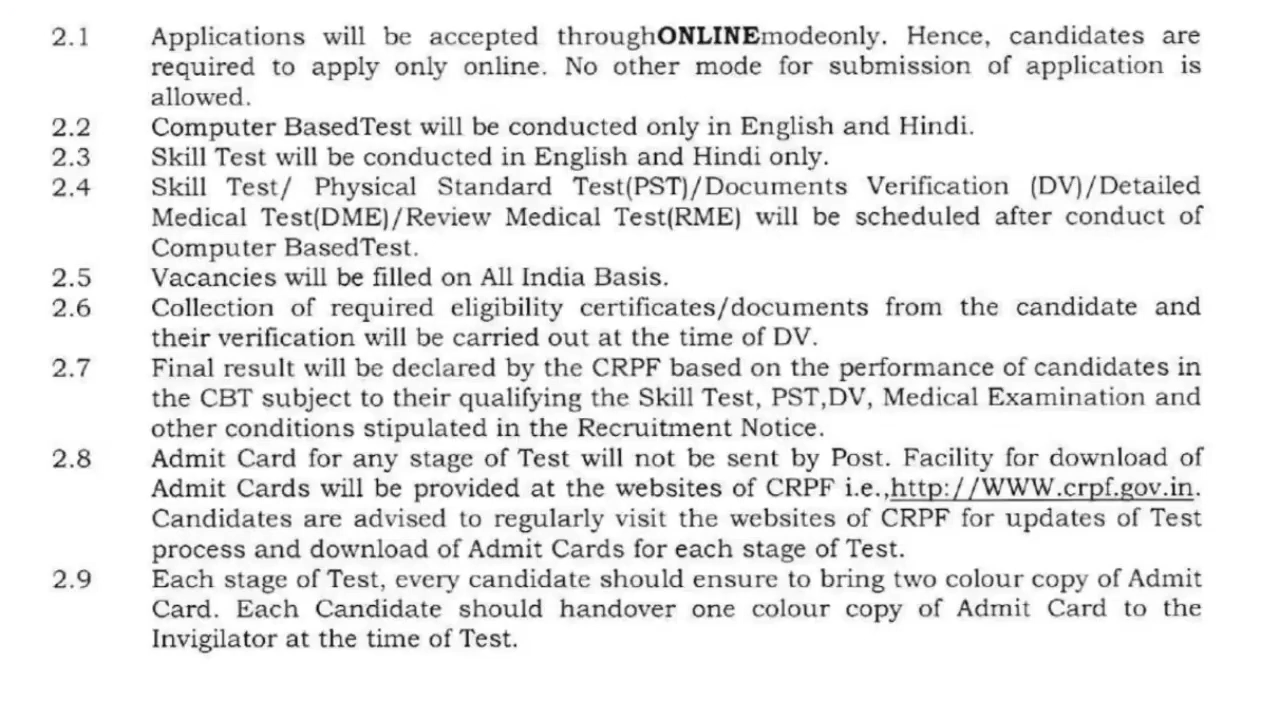 2.1 Applications will be accepted throughONLINEmodeonly. Hence, candidates are
required to apply only online. No other mode for submission of application is
allowed.
2.2 Computer BasedTest will be conducted only in English and Hindi.
2.3 Skill Test will be conducted in English and Hindi only.
2.4 Skill Test/ Physical Standard Test(PST)/Documents Verification (DV)/Detailed
Medical Test(DME)/Review Medical Test(RME) will be scheduled after conduct of
Computer BasedTest.
2.5 Vacancies will be filled on All India Basis.
2.6 Collection of required eligibility certificates/documents from the candidate and
their verification will be carried out at the time of DV.
2.7 Final result will be declared by the CRPF based on the performance of candidates in
the CBT subject to their qualifying the Skill Test, PST,DV, Medical Examination and
other conditions stipulated in the Recruitment Notice.
2.8 Admit Card for any stage of Test will not be sent by Post. Facility for download of
Admit Cards will be provided at the websites of CRPF i.e.,http://WWW.crpf.gov.in.
Candidates are advised to regularly visit the websites of CRPF for updates of Test
process and download of Admit Cards for each stage of Test.
2.9 Each stage of Test, every candidate should ensure to bring two colour copy of Admit
Card. Each Candidate should handover one colour copy of Admit Card to the
Invigilator at the time of Test.